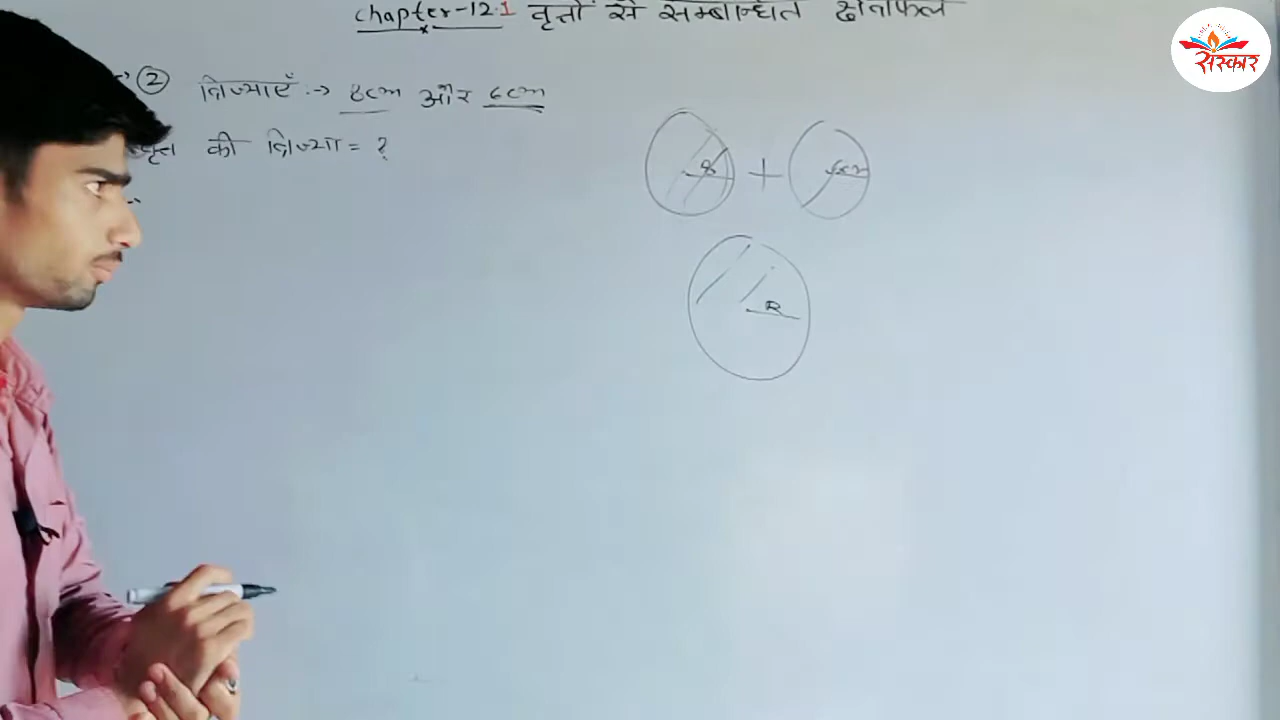 chapter-12.1 वृत्तों से सम्बन्धित क्षेत्रफल
संस्कार
② त्रिज्याएँ :-> 8cm और 6cm
वृत्त की त्रिज्या = ?
8 + 6cm
R